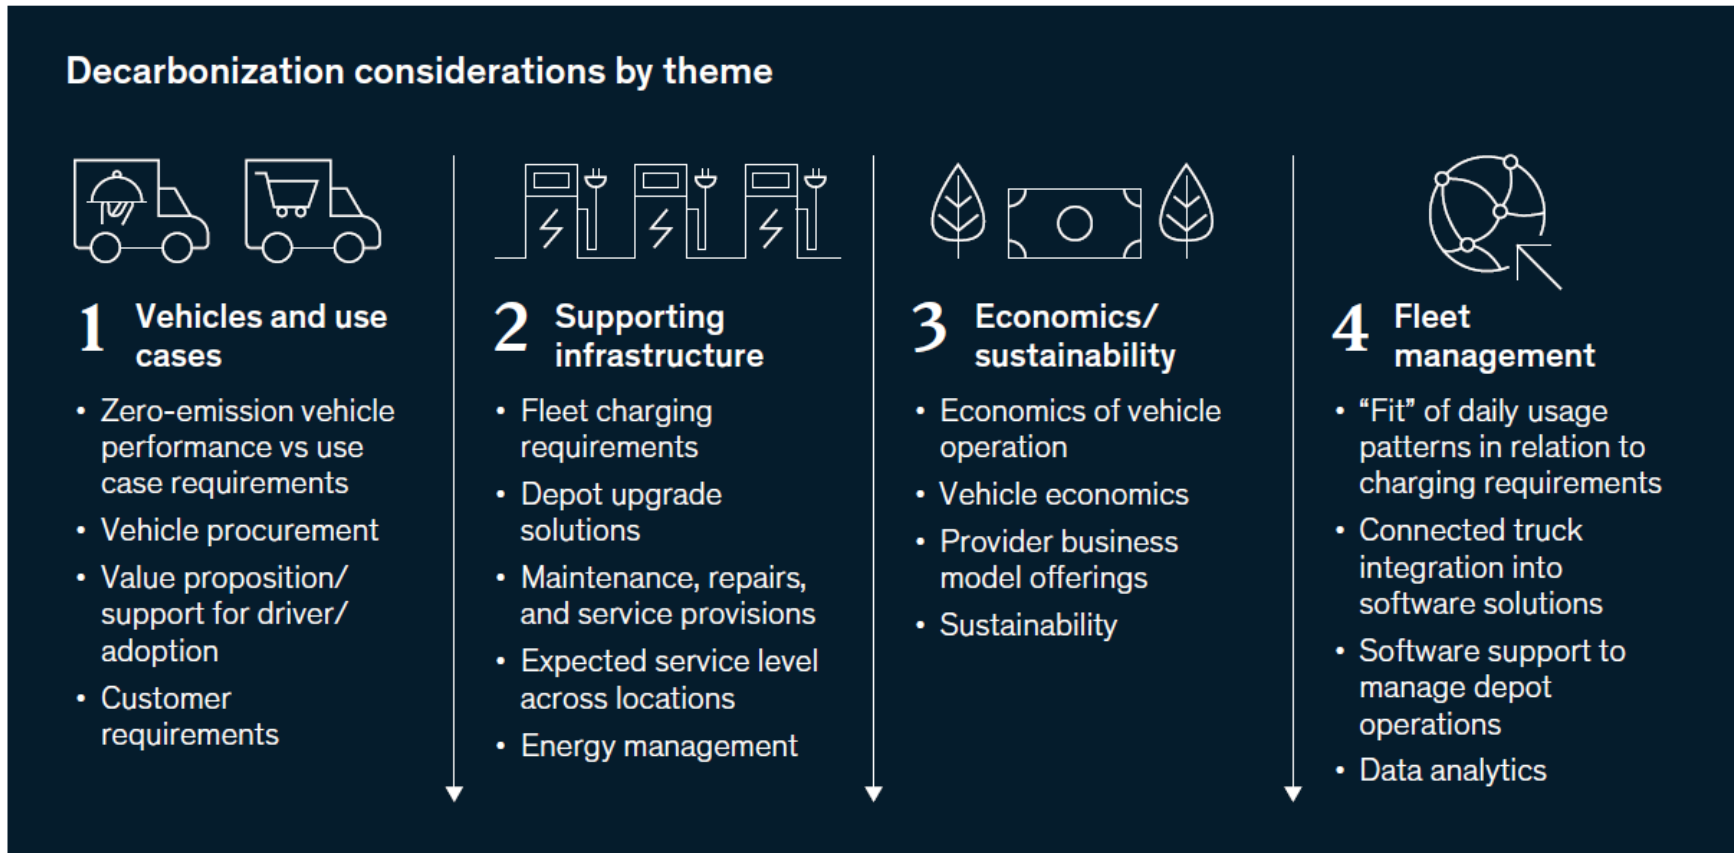 Decarbonization considerations by theme
1 Vehicles and use
cases
• Zero-emission vehicle
performance vs use
case requirements
• Vehicle procurement
• Value proposition/
support for driver/
adoption
• Customer
requirements
2 Supporting
infrastructure
• Fleet charging
requirements
• Depot upgrade
solutions
• Maintenance, repairs,
and service provisions
• Expected service level
across locations
• Energy management
3 Economics/
sustainability
• Economics of vehicle
operation
• Vehicle economics
• Provider business
model offerings
• Sustainability
4 Fleet
management
• “Fit” of daily usage
patterns in relation to
charging requirements
• Connected truck
integration into
software solutions
• Software support to
manage depot
operations
• Data analytics